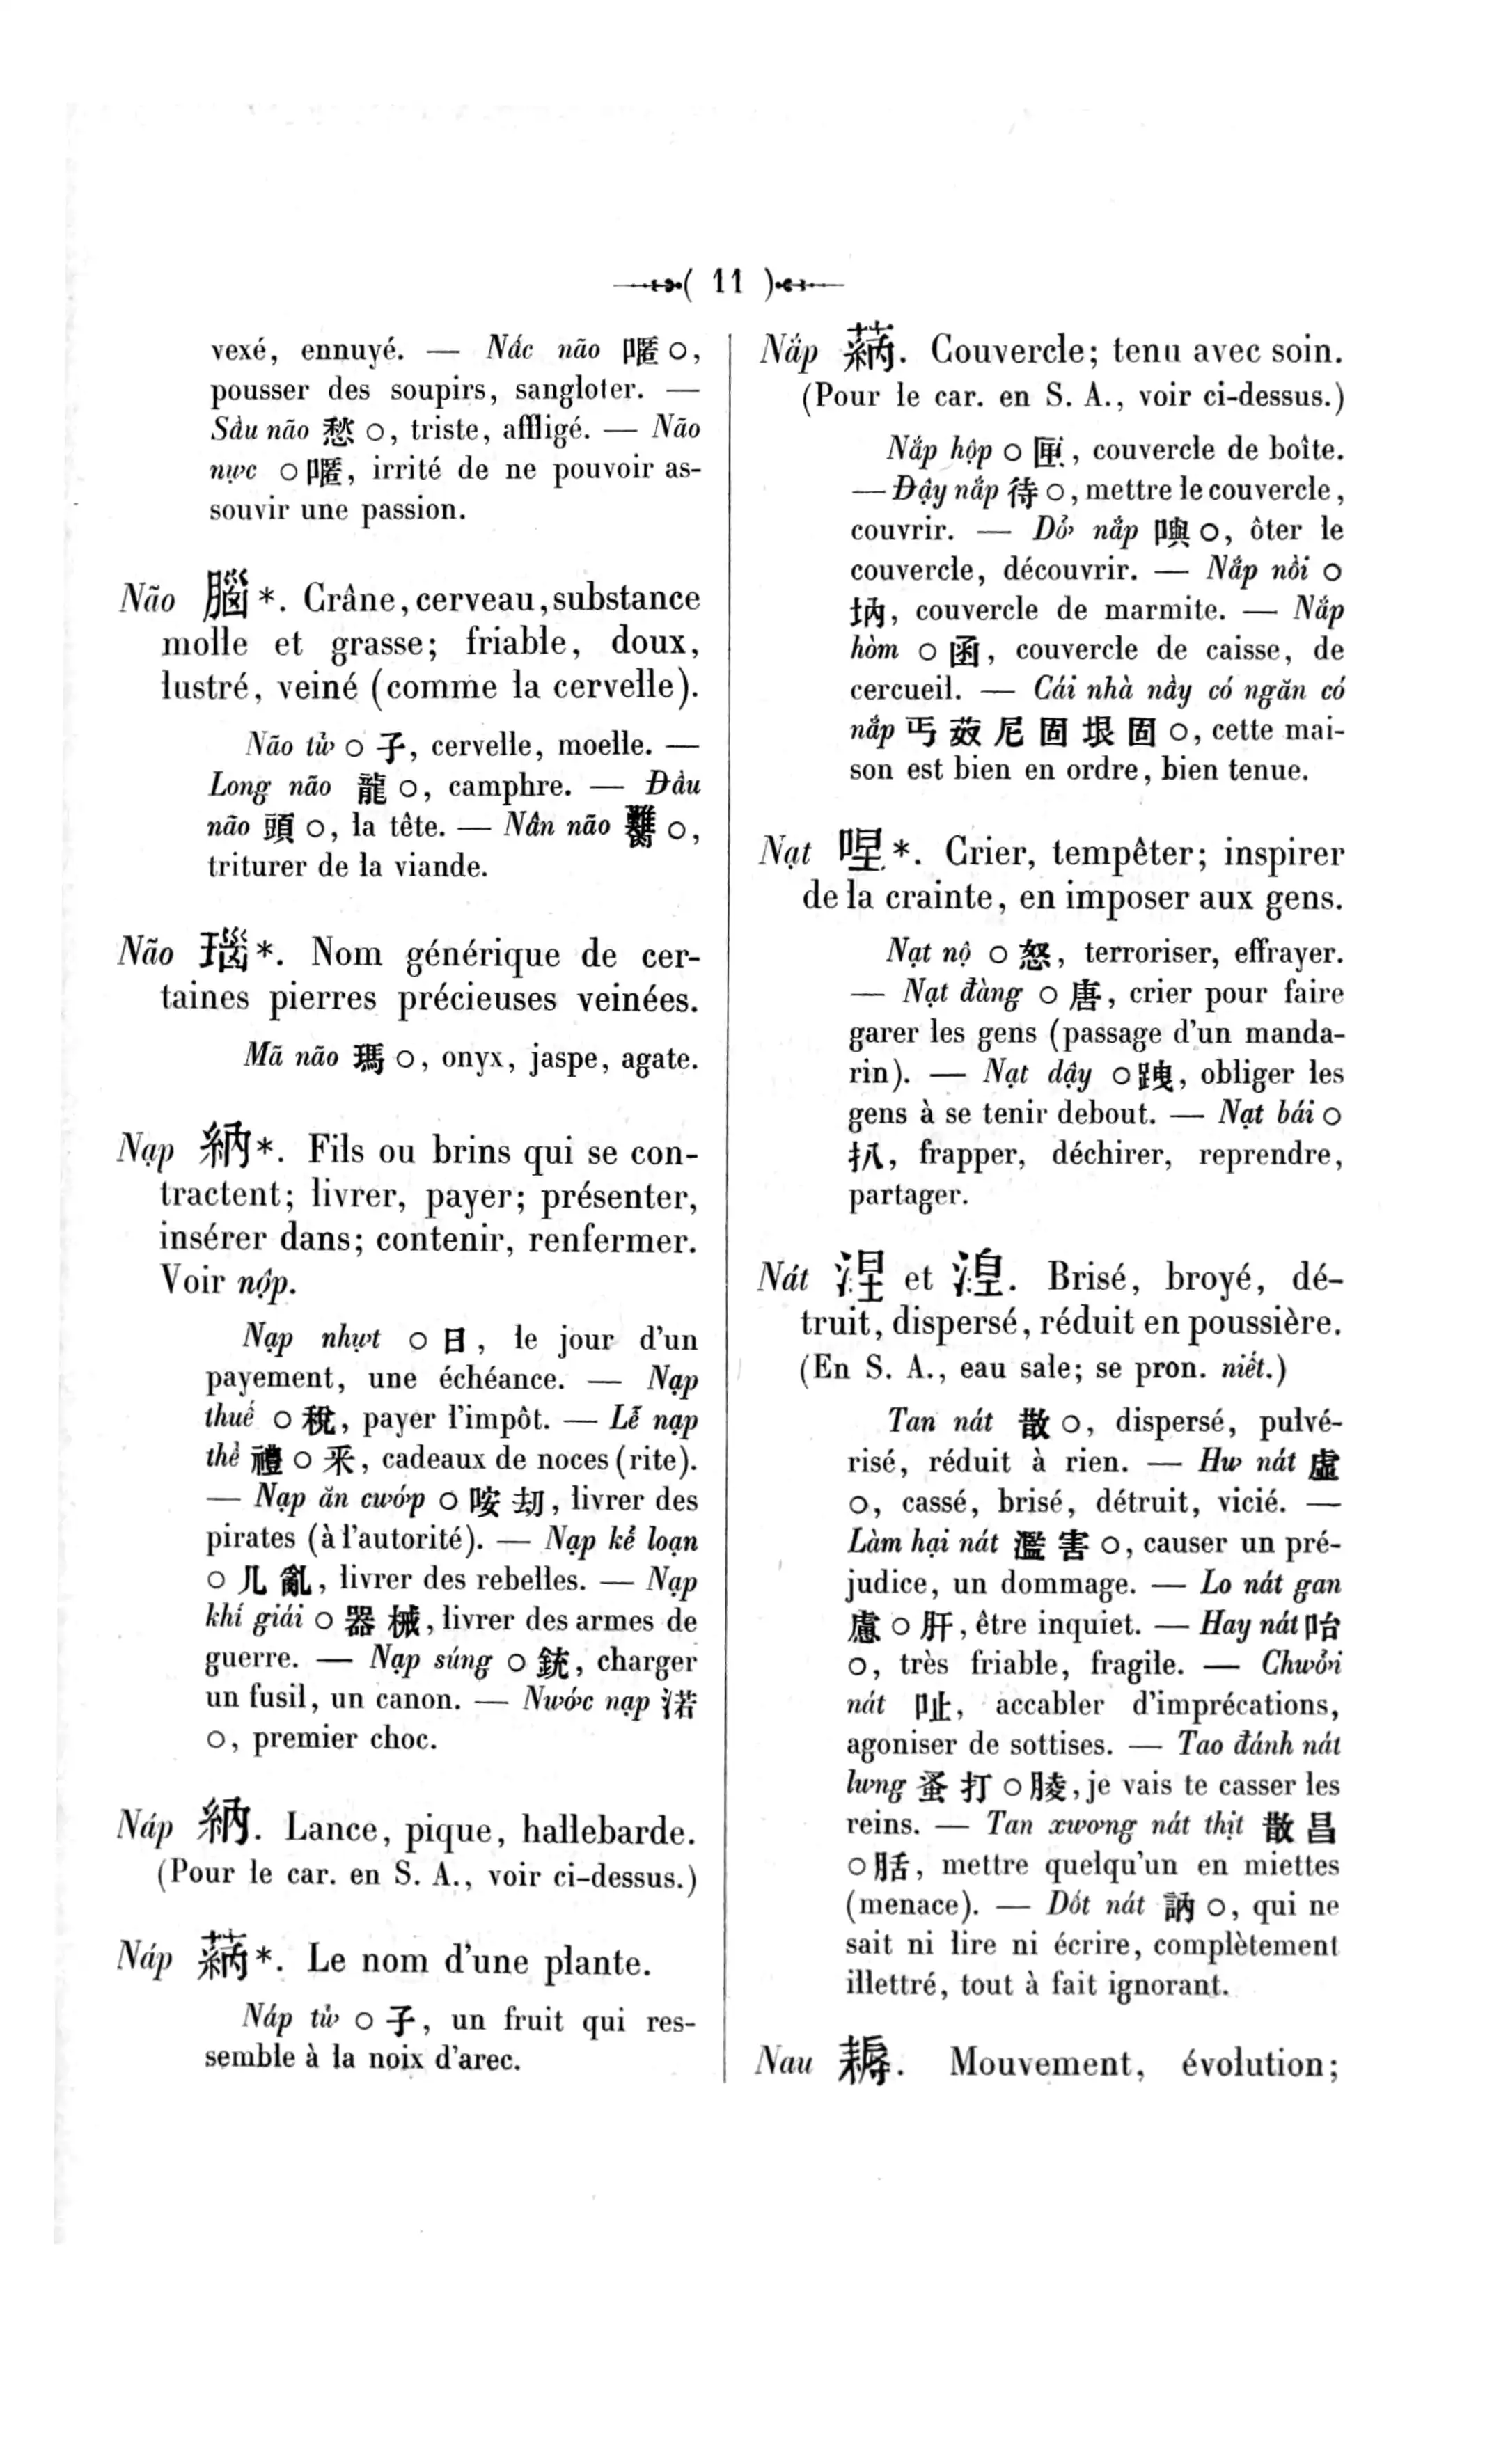 ( 11 )
vexé, ennuyé. — Nấc não 𠽄 ○,
pousser des soupirs, sangloter. —
Sầu não 愁 ○, triste, affligé. — Não
nực ○ , irrité de ne pouvoir as-
souvir une passion.
Não 腦 *. Crâne, cerveau, substance
molle et grasse; friable, doux,
lustré, veiné (comme la cervelle).
Não tử ○ 子, cervelle, moelle. —
Long não 龍 ○, camphre. — Đầu
não 頭 ○, la tête. — Nấn não ○,
triturer de la viande.
Não 瑙 *. Nom générique de cer-
taines pierres précieuses veinées.
Mã não 瑪 ○, onyx, jaspe, agate.
Nạp 納 *. Fils ou brins qui se con-
tractent; livrer, payer; présenter,
insérer dans; contenir, renfermer.
Voir nộp.
Nạp nhựt ○ 日, le jour d'un
payement, une échéance. — Nạp
thuế ○ 稅, payer l'impôt. — Lễ nạp
thể 禮 ○ 采, cadeaux de noces (rite).
— Nạp ăn cướp ○ 咹 刼, livrer des
pirates (à l'autorité). — Nạp kẻ loạn
○ 几 亂, livrer des rebelles. — Nạp
khí giái ○ 器 械, livrer des armes de
guerre. — Nạp súng ○ 銃, charger
un fusil, un canon. — Nước nạp 渃
○, premier choc.
Náp 納. Lance, pique, hallebarde.
(Pour le car. en S. A., voir ci-dessus.)
Náp 蒳 *. Le nom d'une plante.
Náp tử ○ 子, un fruit qui res-
semble à la noix d'arec.
Nắp 蒳. Couvercle; tenu avec soin.
(Pour le car. en S. A., voir ci-dessus.)
Nắp hộp ○ 匣, couvercle de boîte.
— Đậy nắp 待 ○, mettre le couvercle,
couvrir. — Dở nắp ○, ôter le
couvercle, découvrir. — Nắp nồi ○
坍, couvercle de marmite. — Nắp
hòm ○ 函, couvercle de caisse, de
cercueil. — Cái nhà nầy có ngăn có
nắp 丐 茹 尼 固 垠 固 ○, cette mai-
son est bien en ordre, bien tenue.
Nạt 哩 *. Crier, tempêter; inspirer
de la crainte, en imposer aux gens.
Nạt nộ ○ 怒, terroriser, effrayer.
— Nạt đàng ○ 唐, crier pour faire
garer les gens (passage d'un manda-
rin). — Nạt dậy ○ 跩, obliger les
gens à se tenir debout. — Nạt bái ○
扒, frapper, déchirer, reprendre,
partager.
Nát 涅 et 湟. Brisé, broyé, dé-
truit, dispersé, réduit en poussière.
(En S. A., eau sale; se pron. niết.)
Tan nát 散 ○, dispersé, pulvé-
risé, réduit à rien. — Hư nát 虛
○, cassé, brisé, détruit, vicié. —
Làm hại nát 濫 害 ○, causer un pré-
judice, un dommage. — Lo nát gan
慮 ○ 肝, être inquiet. — Hay nát 咍
○, très friable, fragile. — Chưởi
nát 呲, accabler d'imprécations,
agoniser de sottises. — Tao đánh nát
lưng 蚤 打 ○ 𦝄, je vais te casser les
reins. — Tan xương nát thịt 散 昌
○ 䏦, mettre quelqu'un en miettes
(menace). — Dốt nát 訥 ○, qui ne
sait ni lire ni écrire, complètement
illettré, tout à fait ignorant.
Nau 耨. Mouvement, évolution;